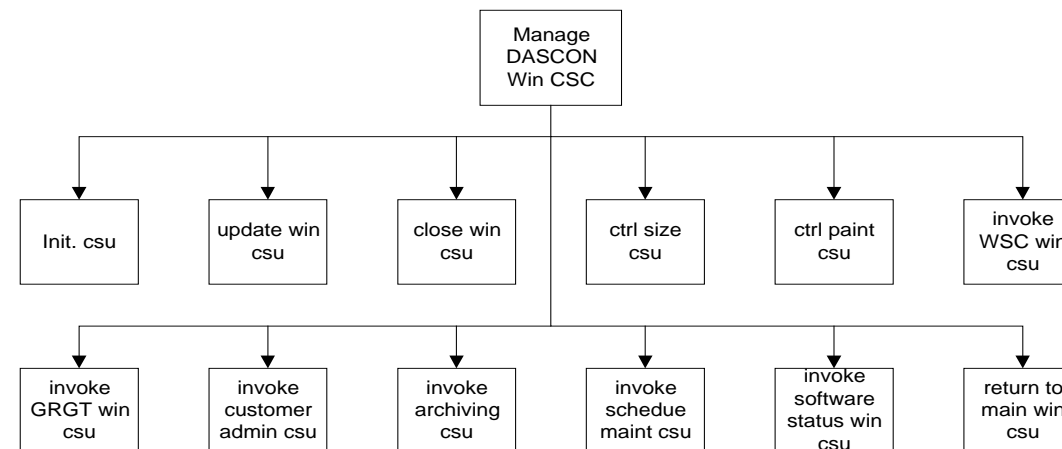 Manage
DASCON
Win CSC
Init. csu
update win
csu
close win
csu
ctrl size
csu
ctrl paint
csu
invoke
WSC win
csu
invoke
GRGT win
csu
invoke
customer
admin csu
invoke
archiving
csu
invoke
schedue
maint csu
invoke
software
status win
csu
return to
main win
csu